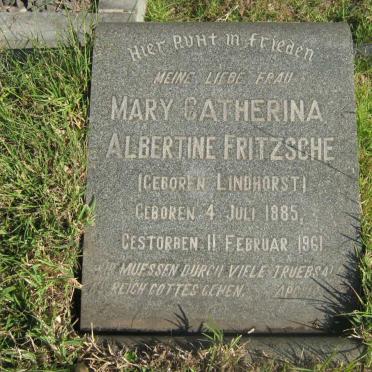 Hier ruht in Frieden
MEINE LIEBE FRAU
MARY CATHERINA
ALBERTINE FRITZSCHE
(GEBOREN LINDHORST)
GEBOREN 4 JULI 1885,
GESTORBEN 11 FEBRUAR 1961
WIR MUESSEN DURCH VIELE TRUEBSAL
REICH GOTTES GEHEN